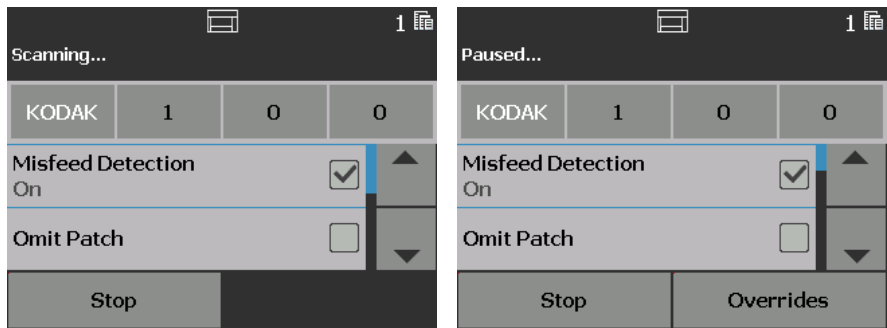 1
Scanning...
KODAK 1 0 0
Misfeed Detection
On
Omit Patch
Stop
1
Paused...
KODAK 1 0 0
Misfeed Detection
On
Omit Patch
Stop Overrides